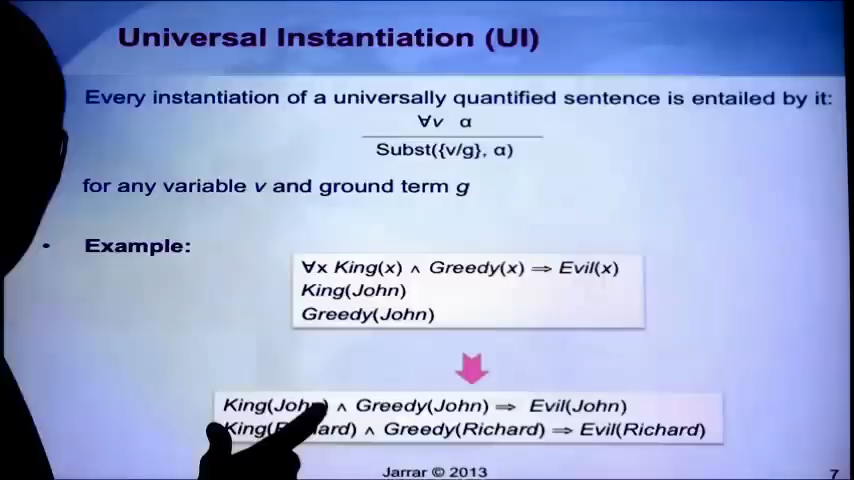 Universal Instantiation (UI)
Every instantiation of a universally quantified sentence is entailed by it:
∀v α
Subst({v/g}, α)
for any variable v and ground term g
• Example:
∀x King(x) ∧ Greedy(x) ⇒ Evil(x)
King(John)
Greedy(John)
King(John) ∧ Greedy(John) ⇒ Evil(John)
∧ Greedy(Richard) ⇒ Evil(Richard)
Jarrar © 2013
7